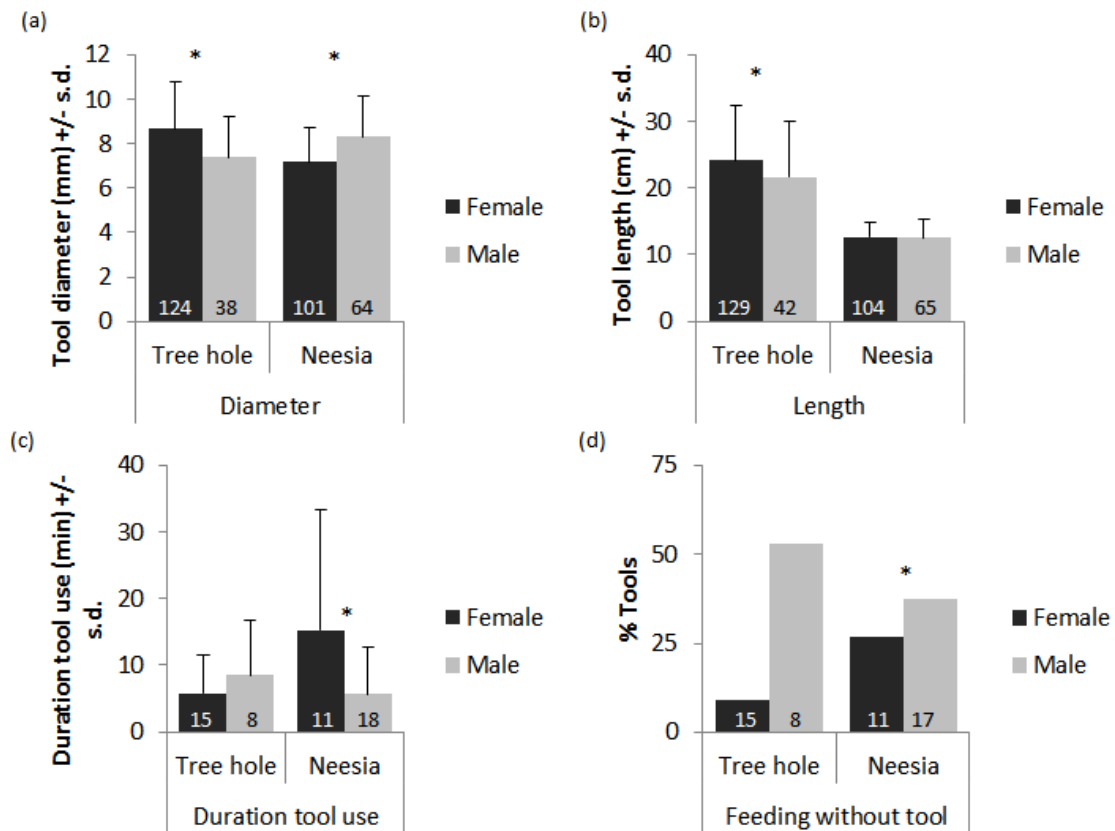 (a)
Tool diameter (mm) +/- s.d.
12
10
8
6
4
2
0
*
*
124
38
101
64
Tree hole
Neesia
Diameter
Female
Male
(b)
Tool length (cm) +/- s.d.
40
30
20
10
0
*
129
42
104
65
Tree hole
Neesia
Length
Female
Male
(c)
Duration tool use (min) +/-
s.d.
40
30
20
10
0
*
15
8
11
18
Tree hole
Neesia
Duration tool use
Female
Male
(d)
% Tools
75
50
25
0
*
15
8
11
17
Tree hole
Neesia
Feeding without tool
Female
Male